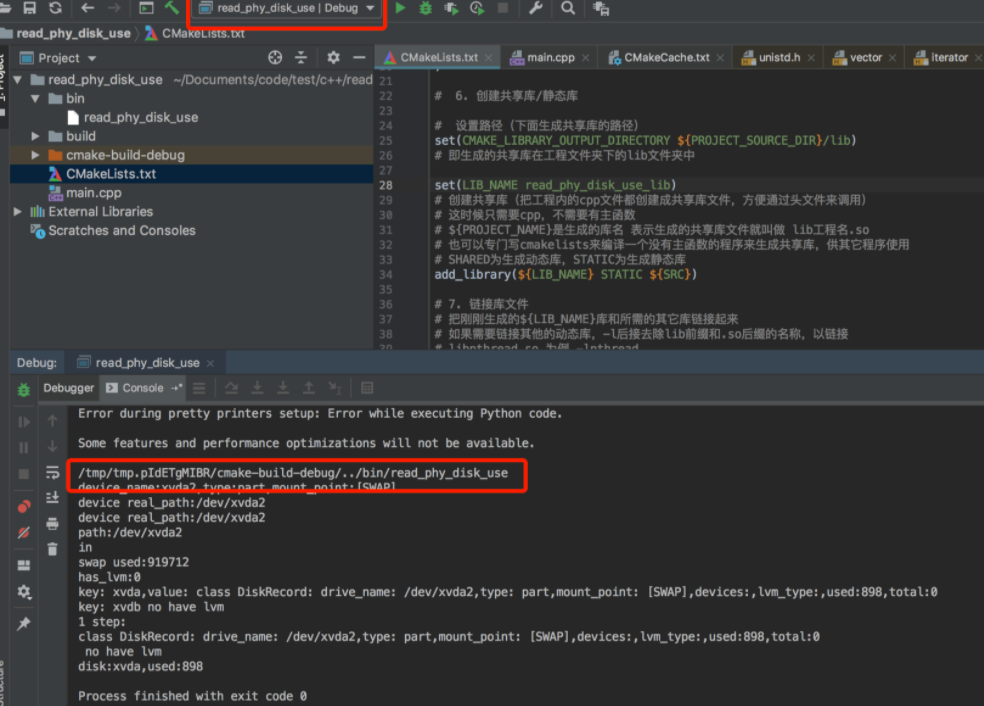 read_phy_disk_use | Debug
read_phy_disk_use CMakeLists.txt
Project
CMakeLists.txt main.cpp CMakeCache.txt unistd.h vector iterator
1: Project
read_phy_disk_use ~/Documents/code/test/c++/read
bin
read_phy_disk_use
build
cmake-build-debug
CMakeLists.txt
main.cpp
External Libraries
Scratches and Consoles
21
22 # 6. 创建共享库/静态库
23
24 # 设置路径（下面生成共享库的路径）
25 set(CMAKE_LIBRARY_OUTPUT_DIRECTORY ${PROJECT_SOURCE_DIR}/lib)
26 # 即生成的共享库在工程文件夹下的lib文件夹中
27
28 set(LIB_NAME read_phy_disk_use_lib)
29 # 创建共享库（把工程内的cpp文件都创建成共享库文件，方便通过头文件来调用）
30 # 这时候只需要cpp，不需要有主函数
31 # ${PROJECT_NAME}是生成的库名 表示生成的共享库文件就叫做 lib工程名.so
32 # 也可以专门写cmakelists来编译一个没有主函数的程序来生成共享库，供其它程序使用
33 # SHARED为生成动态库，STATIC为生成静态库
34 add_library(${LIB_NAME} STATIC ${SRC})
35
36 # 7. 链接库文件
37 # 把刚刚生成的${LIB_NAME}库和所需的其它库链接起来
38 # 如果需要链接其他的动态库，-l后接去除lib前缀和.so后缀的名称，以链接
39 # libpthread.so 为例，-lpthread
Debug: read_phy_disk_use
Debugger Console
Error during pretty printers setup: Error while executing Python code.
Some features and performance optimizations will not be available.
/tmp/tmp.pIdETgMIBR/cmake-build-debug/../bin/read_phy_disk_use
device_name:xvda2,type:part,mount_point:[SWAP]
device real_path:/dev/xvda2
device real_path:/dev/xvda2
path:/dev/xvda2
in
swap used:919712
has_lvm:0
key: xvda,value: class DiskRecord: drive_name: /dev/xvda2,type: part,mount_point: [SWAP],devices:,lvm_type:,used:898,total:0
key: xvdb no have lvm
1 step:
class DiskRecord: drive_name: /dev/xvda2,type: part,mount_point: [SWAP],devices:,lvm_type:,used:898,total:0
no have lvm
disk:xvda,used:898
Process finished with exit code 0